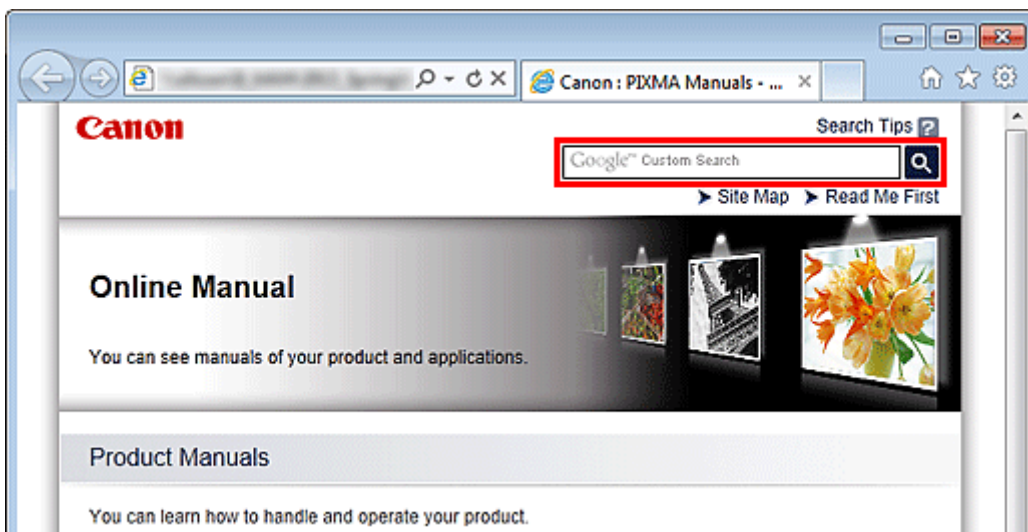 Canon : PIXMA Manuals - ...
Canon
Search Tips ?
Google™ Custom Search
Site Map Read Me First
Online Manual
You can see manuals of your product and applications.
Product Manuals
You can learn how to handle and operate your product.